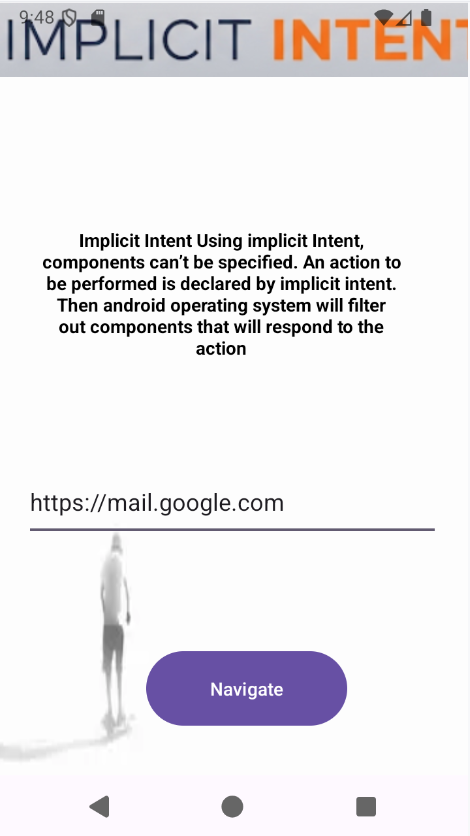 9:48
IMPLICIT INTENT
Implicit Intent Using implicit Intent,
components can’t be specified. An action to
be performed is declared by implicit intent.
Then android operating system will filter
out components that will respond to the
action
https://mail.google.com
Navigate